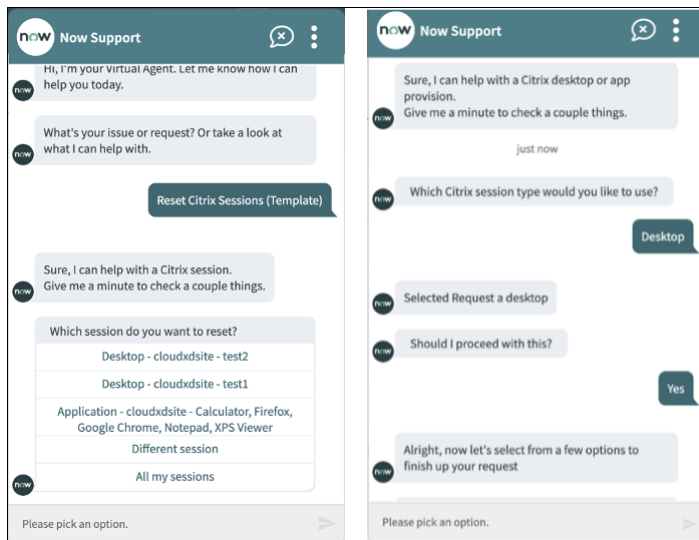 now Now Support
Hi, I'm your Virtual Agent. Let me know how I can
help you today.
now
What's your issue or request? Or take a look at
what I can help with.
now
Reset Citrix Sessions (Template)
Sure, I can help with a Citrix session.
Give me a minute to check a couple things.
now
Which session do you want to reset?
Desktop - cloudxdsite - test2
Desktop - cloudxdsite - test1
Application - cloudxdsite - Calculator, Firefox,
Google Chrome, Notepad, XPS Viewer
Different session
All my sessions
now
Please pick an option.
now Now Support
Sure, I can help with a Citrix desktop or app
provision.
Give me a minute to check a couple things.
now
just now
Which Citrix session type would you like to use?
now
Desktop
Selected Request a desktop
now
Should I proceed with this?
now
Yes
Alright, now let's select from a few options to
finish up your request
now
Please pick an option.